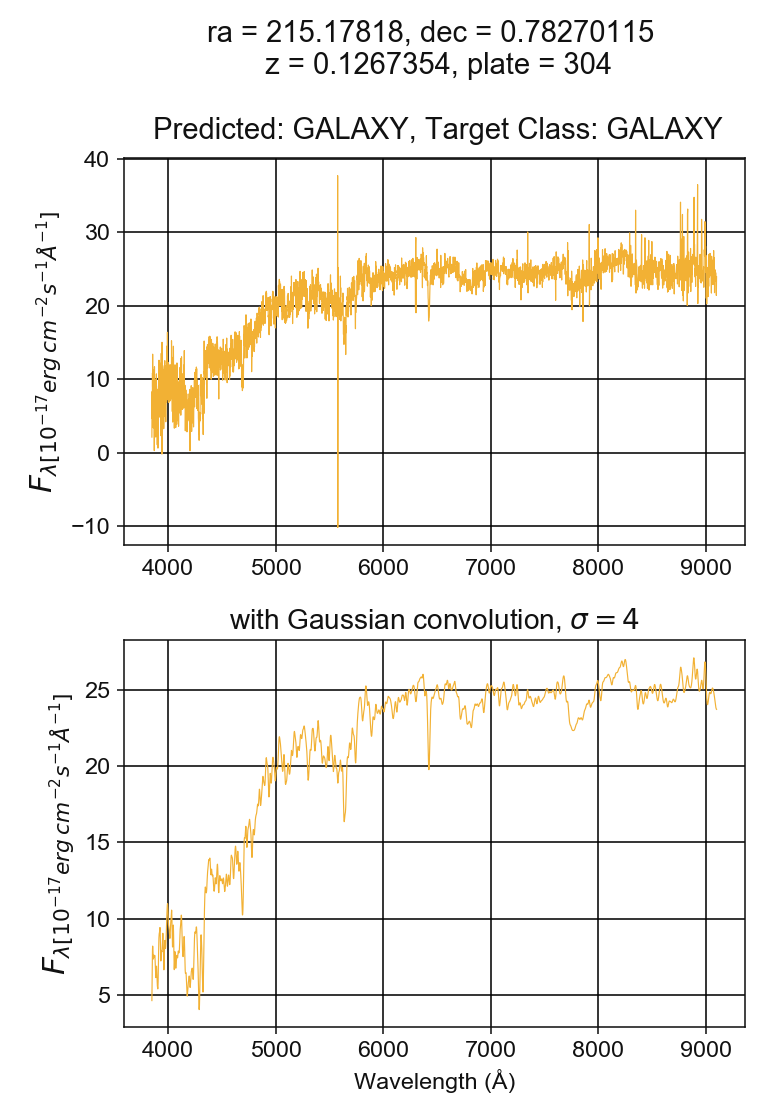 ra = 215.17818, dec = 0.78270115
z = 0.1267354, plate = 304
Predicted: GALAXY, Target Class: GALAXY
40
30
20
10
0
−10
F_λ[10^{−17} erg cm^{−2} s^{−1} Å^{−1}]
4000 5000 6000 7000 8000 9000
with Gaussian convolution, σ = 4
25
20
15
10
5
F_λ[10^{−17} erg cm^{−2} s^{−1} Å^{−1}]
4000 5000 6000 7000 8000 9000
Wavelength (Å)